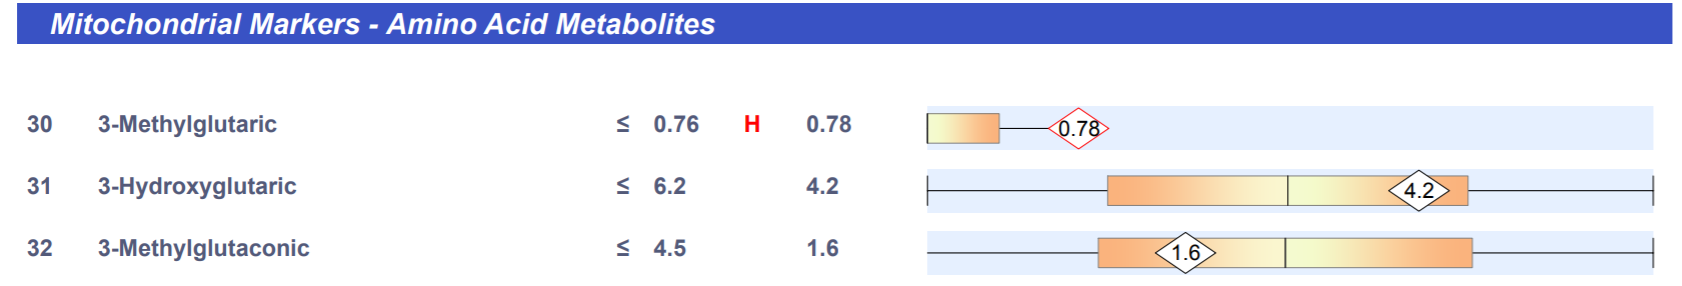 Mitochondrial Markers - Amino Acid Metabolites
30 3-Methylglutaric ≤ 0.76 H 0.78 0.78
31 3-Hydroxyglutaric ≤ 6.2 4.2 4.2
32 3-Methylglutaconic ≤ 4.5 1.6 1.6